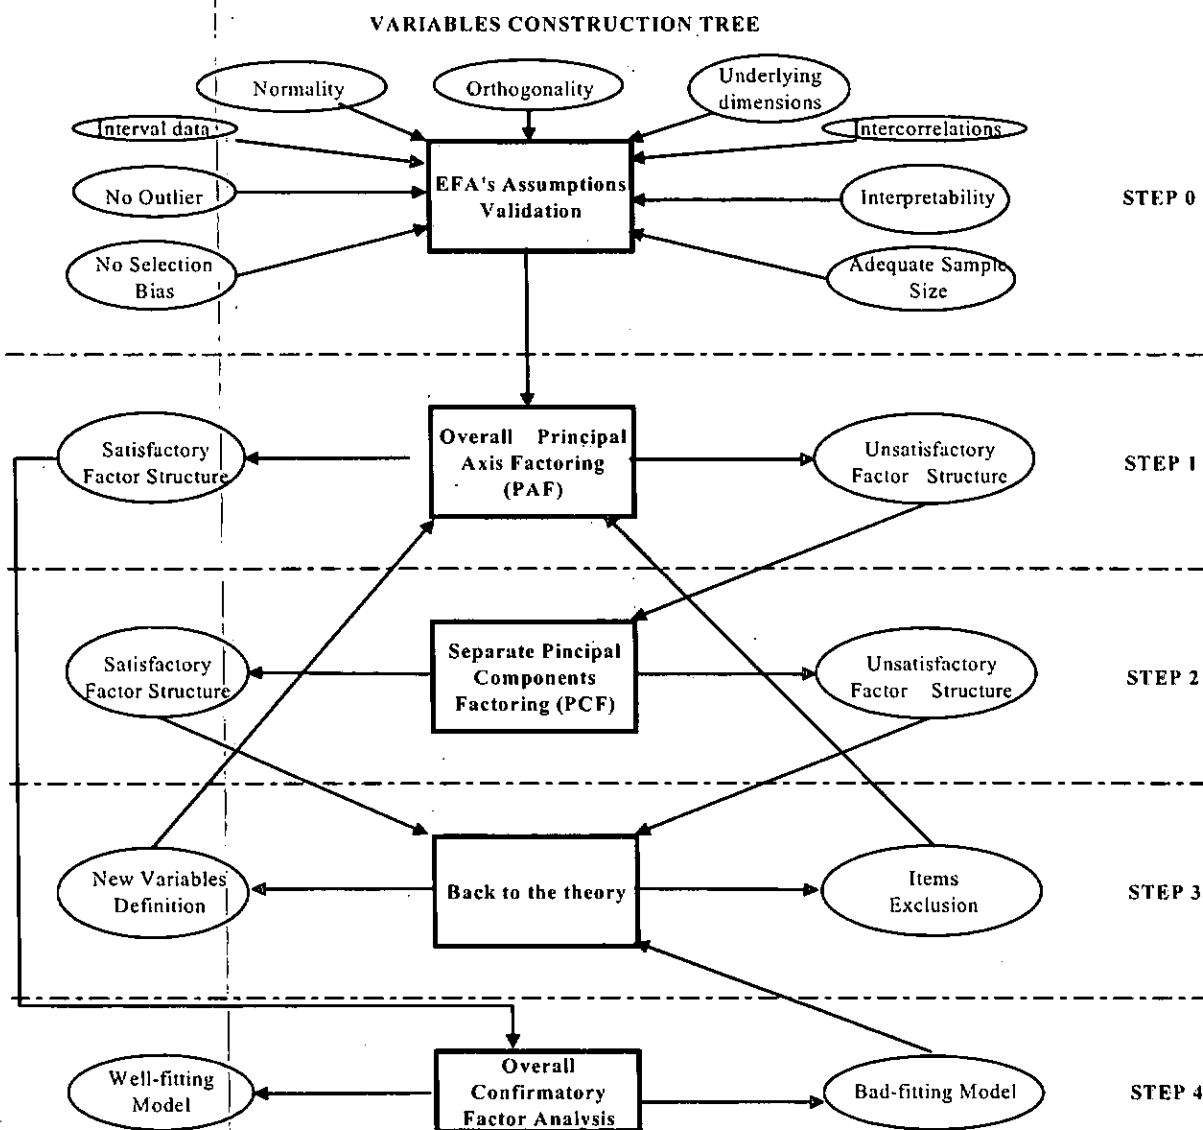 VARIABLES CONSTRUCTION TREE
Normality
Orthogonality
Underlying
dimensions
Interval data
Intercorrelations
EFA's Assumptions
Validation
No Outlier
Interpretability
STEP 0
No Selection
Bias
Adequate Sample
Size
Satisfactory
Factor Structure
Overall Principal
Axis Factoring
(PAF)
Unsatisfactory
Factor Structure
STEP 1
Satisfactory
Factor Structure
Separate Pincipal
Components
Factoring (PCF)
Unsatisfactory
Factor Structure
STEP 2
New Variables
Definition
Back to the theory
Items
Exclusion
STEP 3
Well-fitting
Model
Overall
Confirmatory
Factor Analysis
Bad-fitting Model
STEP 4